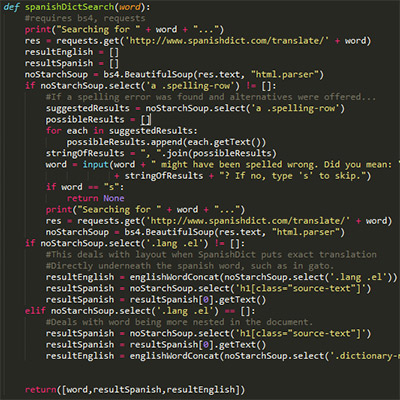 def spanishDictSearch(word):
#requires bs4, requests
print("Searching for " + word + "...")
res = requests.get('http://www.spanishdict.com/translate/' + word)
resultEnglish = []
resultSpanish = []
noStarchSoup = bs4.BeautifulSoup(res.text, "html.parser")
if noStarchSoup.select('a .spelling-row') != []:
#If a spelling error was found and alternatives were offered...
suggestedResults = noStarchSoup.select('a .spelling-row')
possibleResults = []
for each in suggestedResults:
possibleResults.append(each.getText())
stringOfResults = ", ".join(possibleResults)
word = input(word + " might have been spelled wrong. Did you mean: "
+ stringOfResults + "? If no, type 's' to skip.")
if word == "s":
return None
print("Searching for " + word + "...")
res = requests.get('http://www.spanishdict.com/translate/' + word)
noStarchSoup = bs4.BeautifulSoup(res.text, "html.parser")
if noStarchSoup.select('.lang .el') != []:
#This deals with layout when SpanishDict puts exact translation
#Directly underneath the spanish word, such as in gato.
resultEnglish = englishWordConcat(noStarchSoup.select('.lang .el'))
resultSpanish = noStarchSoup.select('h1[class="source-text"]')
resultSpanish = resultSpanish[0].getText()
elif noStarchSoup.select('.lang .el') == []:
#Deals with word being more nested in the document.
resultSpanish = noStarchSoup.select('h1[class="source-text"]')
resultSpanish = resultSpanish[0].getText()
resultEnglish = englishWordConcat(noStarchSoup.select('.dictionary-
return([word,resultSpanish,resultEnglish])